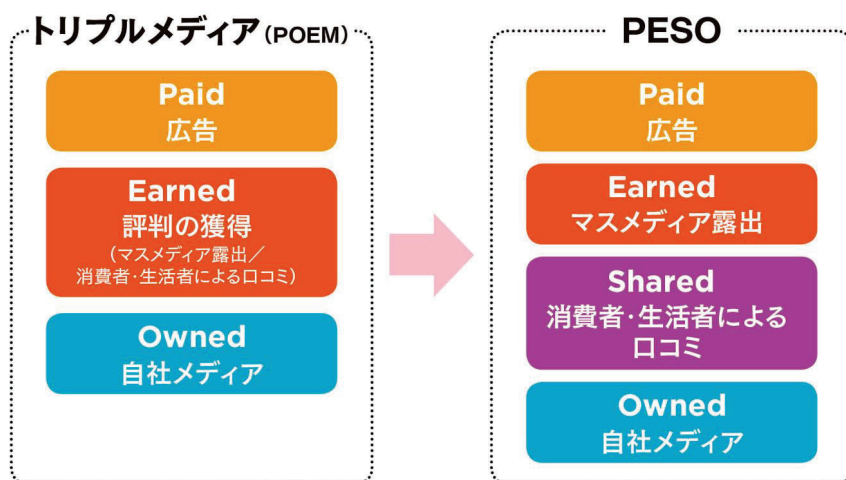 トリプルメディア(POEM)
Paid
広告
Earned
評判の獲得
(マスメディア露出／
消費者・生活者による口コミ)
Owned
自社メディア
PESO
Paid
広告
Earned
マスメディア露出
Shared
消費者・生活者による
口コミ
Owned
自社メディア